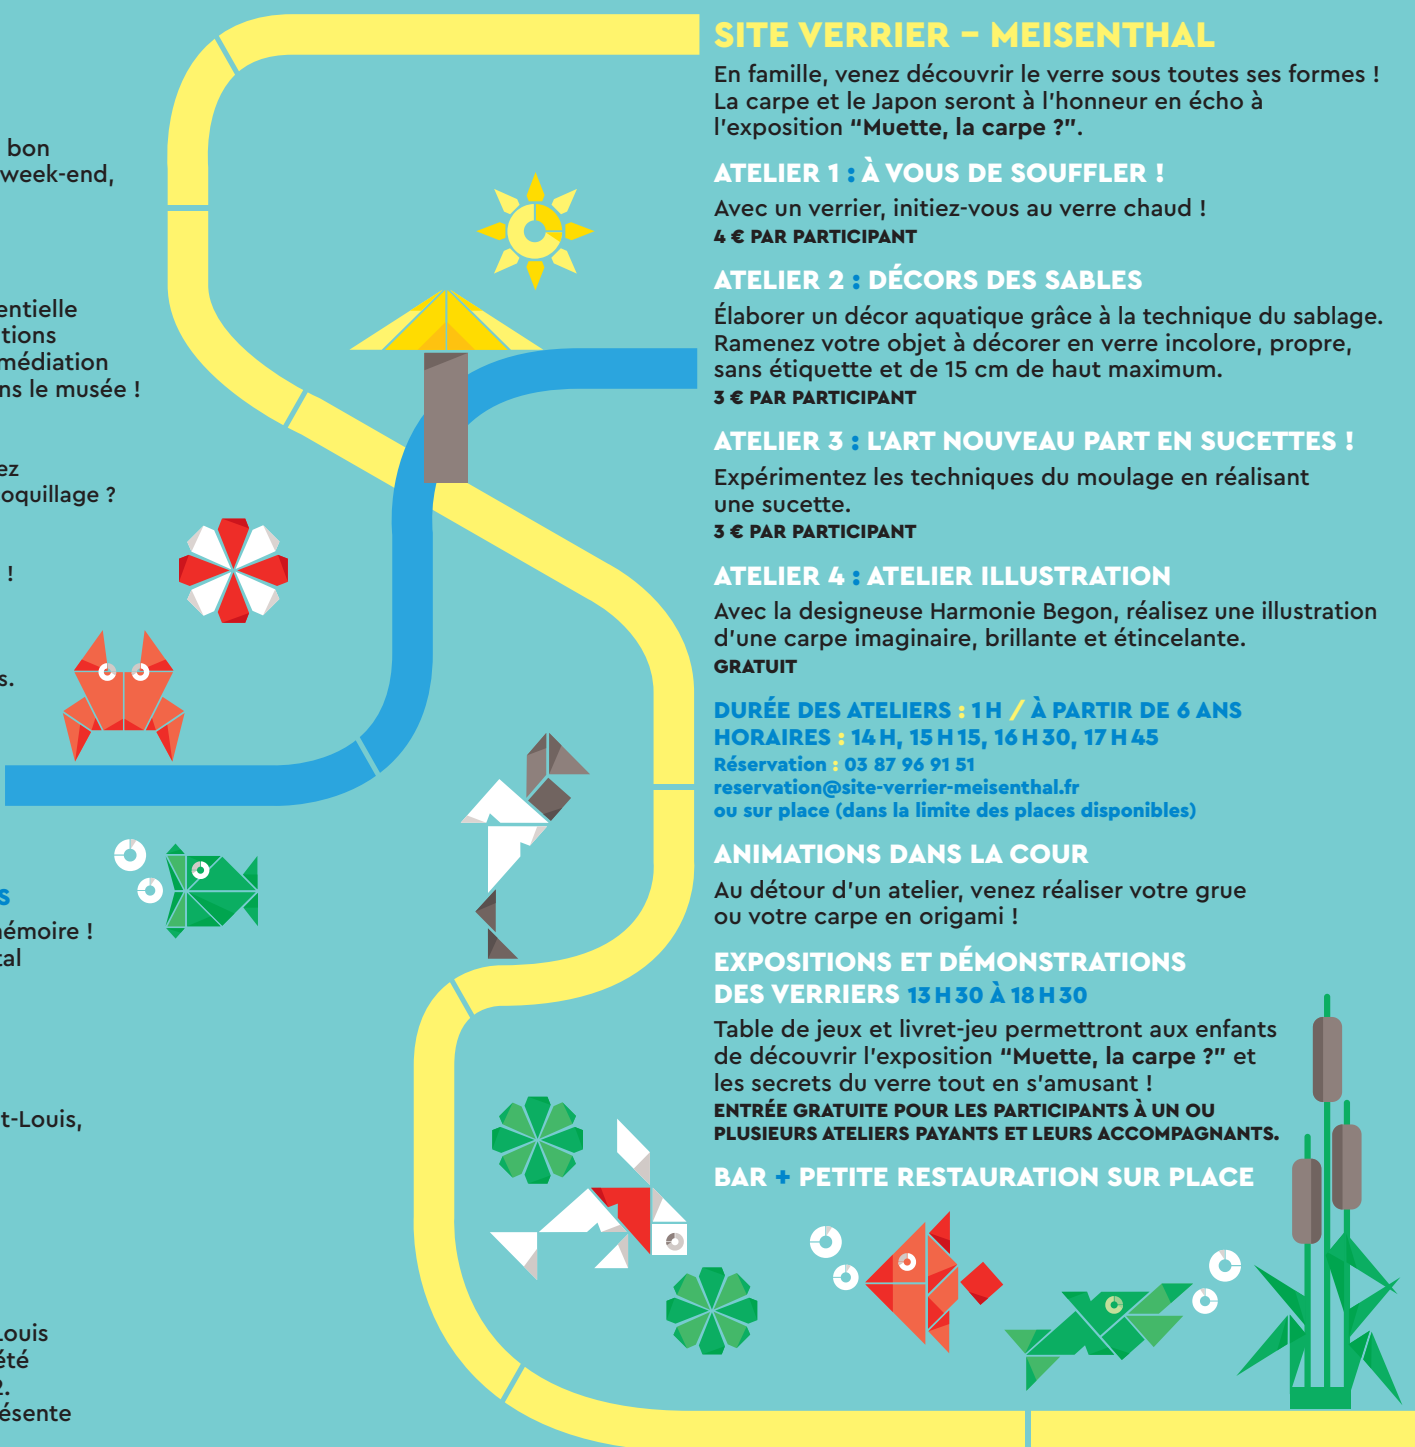 bon
week-end,
médiation
ns le musée !
!
t-Louis,
été
SITE VERRIER – MEISENTHAL
En famille, venez découvrir le verre sous toutes ses formes !
La carpe et le Japon seront à l'honneur en écho à
l'exposition “Muette, la carpe ?”.
ATELIER 1 : À VOUS DE SOUFFLER !
Avec un verrier, initiez-vous au verre chaud !
4 € PAR PARTICIPANT
ATELIER 2 : DÉCORS DES SABLES
Élaborer un décor aquatique grâce à la technique du sablage.
Ramenez votre objet à décorer en verre incolore, propre,
sans étiquette et de 15 cm de haut maximum.
3 € PAR PARTICIPANT
ATELIER 3 : L'ART NOUVEAU PART EN SUCETTES !
Expérimentez les techniques du moulage en réalisant
une sucette.
3 € PAR PARTICIPANT
ATELIER 4 : ATELIER ILLUSTRATION
Avec la designeuse Harmonie Begon, réalisez une illustration
d'une carpe imaginaire, brillante et étincelante.
GRATUIT
DURÉE DES ATELIERS : 1 H / À PARTIR DE 6 ANS
HORAIRES : 14 H, 15 H 15, 16 H 30, 17 H 45
Réservation : 03 87 96 91 51
reservation@site-verrier-meisenthal.fr
ou sur place (dans la limite des places disponibles)
ANIMATIONS DANS LA COUR
Au détour d'un atelier, venez réaliser votre grue
ou votre carpe en origami !
EXPOSITIONS ET DÉMONSTRATIONS
DES VERRIERS 13 H 30 À 18 H 30
Table de jeux et livret-jeu permettront aux enfants
de découvrir l'exposition “Muette, la carpe ?” et
les secrets du verre tout en s'amusant !
ENTRÉE GRATUITE POUR LES PARTICIPANTS À UN OU
PLUSIEURS ATELIERS PAYANTS ET LEURS ACCOMPAGNANTS.
BAR + PETITE RESTAURATION SUR PLACE